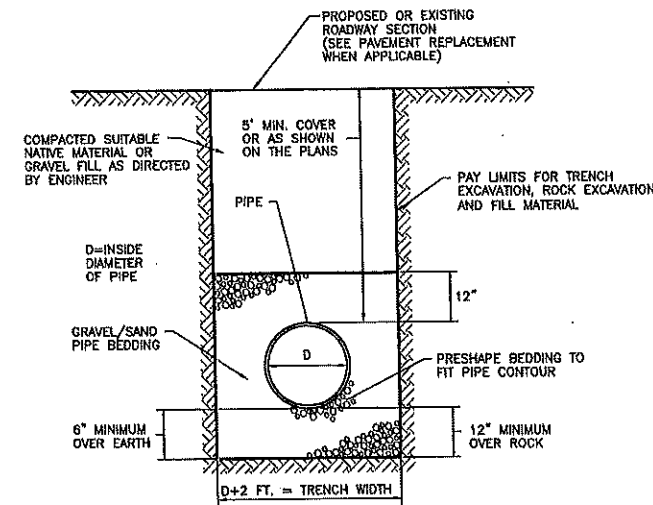 PROPOSED OR EXISTING
ROADWAY SECTION
(SEE PAVEMENT REPLACEMENT
WHEN APPLICABLE)
5' MIN. COVER
OR AS SHOWN
ON THE PLANS
COMPACTED SUITABLE
NATIVE MATERIAL OR
GRAVEL FILL AS DIRECTED
BY ENGINEER
PAY LIMITS FOR TRENCH
EXCAVATION, ROCK EXCAVATION
AND FILL MATERIAL
PIPE
D=INSIDE
DIAMETER
OF PIPE
12"
GRAVEL/SAND
PIPE BEDDING
D
PRESHAPE BEDDING TO
FIT PIPE CONTOUR
6" MINIMUM
OVER EARTH
12" MINIMUM
OVER ROCK
D+2 FT. = TRENCH WIDTH